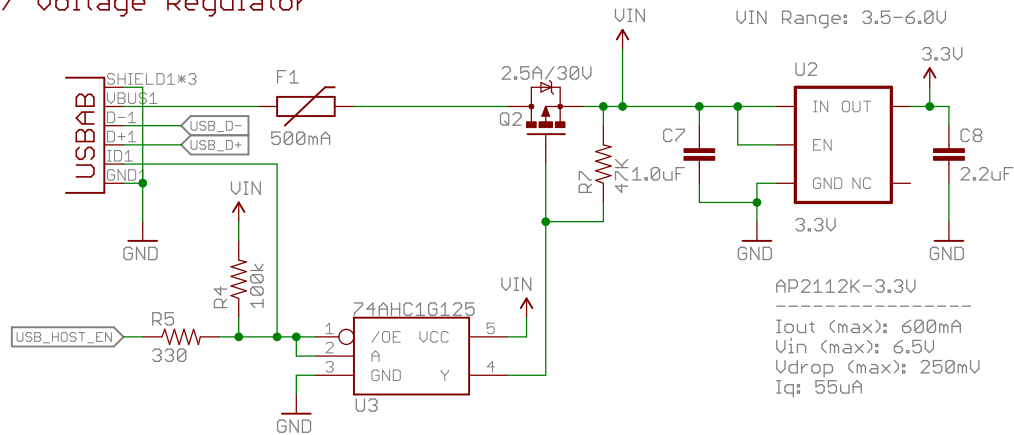 / Voltage Regulator
VIN
VIN Range: 3.5-6.0V
SHIELD1*3
VBUS1
D-1
D+1
ID1
GND1
USBAB
USB_D-
USB_D+
F1
500mA
2.5A/30V
Q2
R7
47K
C7
1.0uF
U2
IN OUT
EN
GND NC
3.3V
3.3V
C8
2.2uF
GND
GND
GND
VIN
R4
100k
USB_HOST_EN
R5
330
74AHC1G125
1
2
3
/OE VCC
A
GND Y
5
4
U3
VIN
GND
AP2112K-3.3V
----------------
Iout (max): 600mA
Vin (max): 6.5V
Vdrop (max): 250mV
Iq: 55uA